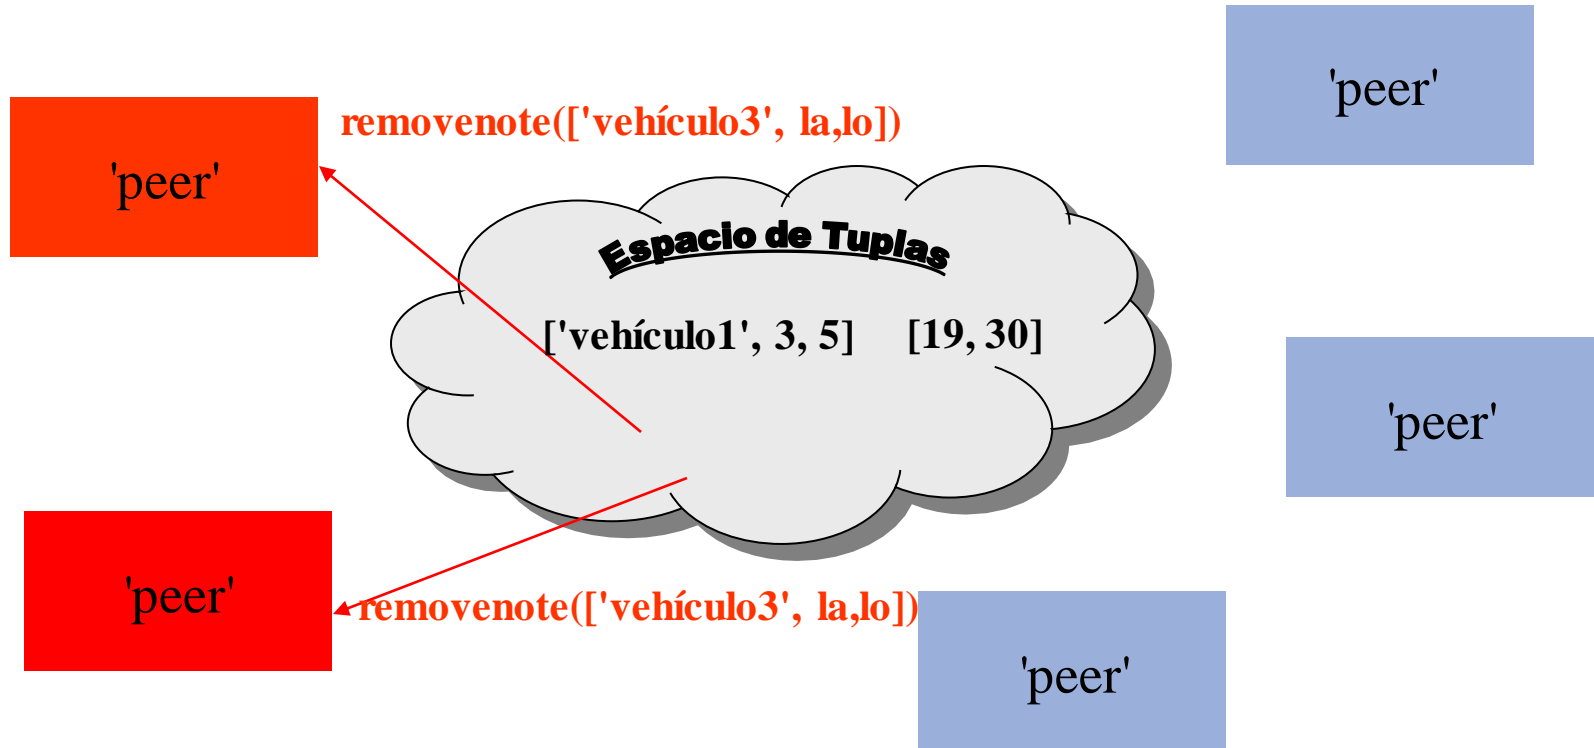 'peer'
removenote(['vehículo3', la,lo])
'peer'
Espacio de Tuplas
['vehículo1', 3, 5] [19, 30]
'peer'
'peer'
removenote(['vehículo3', la,lo])
'peer'